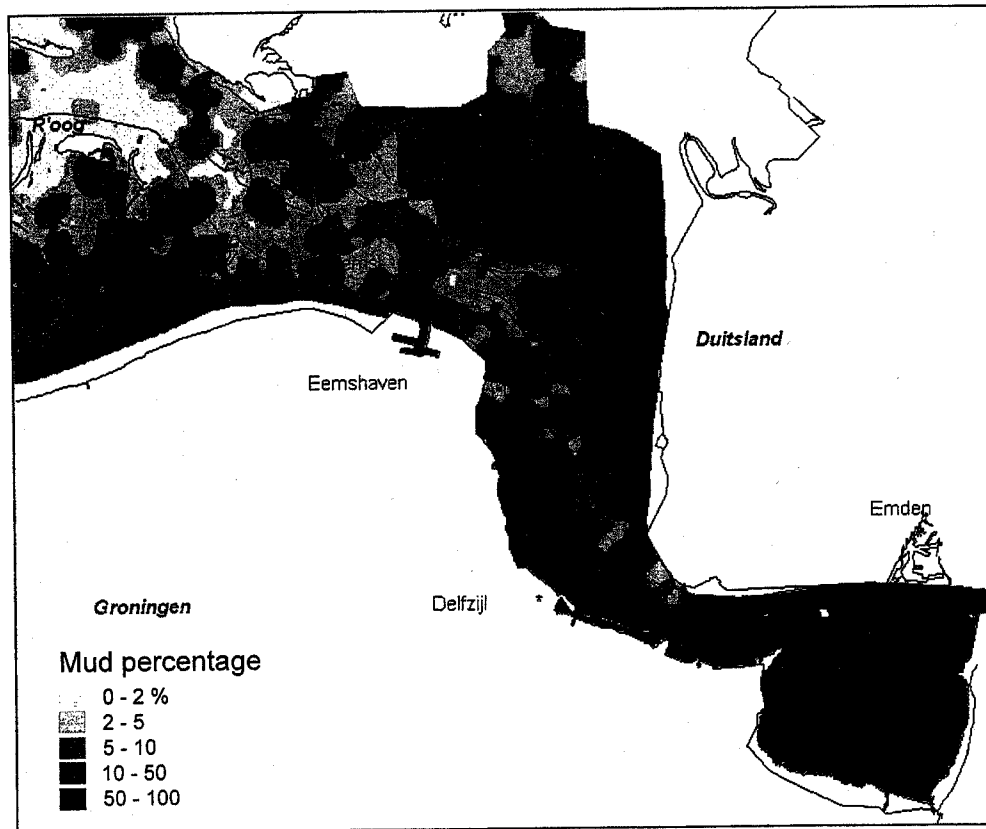 R'oog
Duitsland
Eemshaven
Emden
Groningen
Delfzijl
*
Mud percentage
0 - 2 %
2 - 5
5 - 10
10 - 50
50 - 100